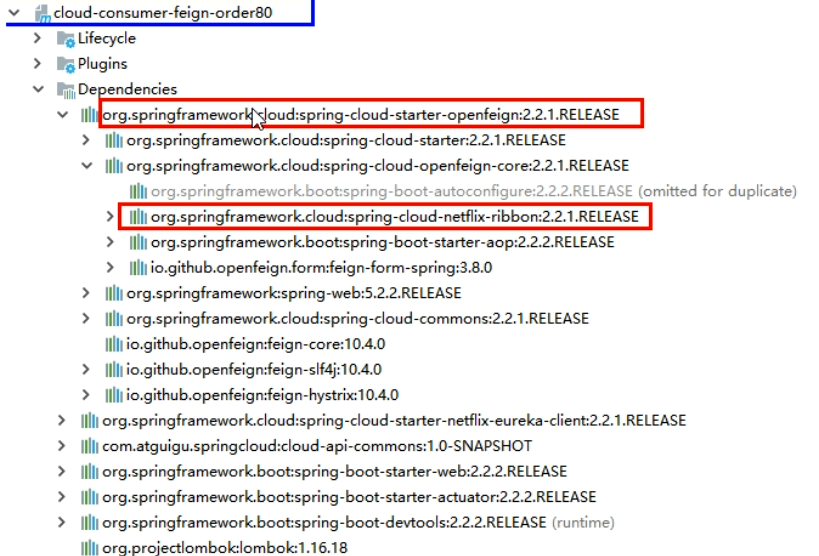 cloud-consumer-feign-order80
Lifecycle
Plugins
Dependencies
org.springframework.cloud:spring-cloud-starter-openfeign:2.2.1.RELEASE
org.springframework.cloud:spring-cloud-starter:2.2.1.RELEASE
org.springframework.cloud:spring-cloud-openfeign-core:2.2.1.RELEASE
org.springframework.boot:spring-boot-autoconfigure:2.2.2.RELEASE (omitted for duplicate)
org.springframework.cloud:spring-cloud-netflix-ribbon:2.2.1.RELEASE
org.springframework.boot:spring-boot-starter-aop:2.2.2.RELEASE
io.github.openfeign.form:feign-form-spring:3.8.0
org.springframework:spring-web:5.2.2.RELEASE
org.springframework.cloud:spring-cloud-commons:2.2.1.RELEASE
io.github.openfeign:feign-core:10.4.0
io.github.openfeign:feign-slf4j:10.4.0
io.github.openfeign:feign-hystrix:10.4.0
org.springframework.cloud:spring-cloud-starter-netflix-eureka-client:2.2.1.RELEASE
com.atguigu.springcloud:cloud-api-commons:1.0-SNAPSHOT
org.springframework.boot:spring-boot-starter-web:2.2.2.RELEASE
org.springframework.boot:spring-boot-starter-actuator:2.2.2.RELEASE
org.springframework.boot:spring-boot-devtools:2.2.2.RELEASE (runtime)
org.projectlombok:lombok:1.16.18